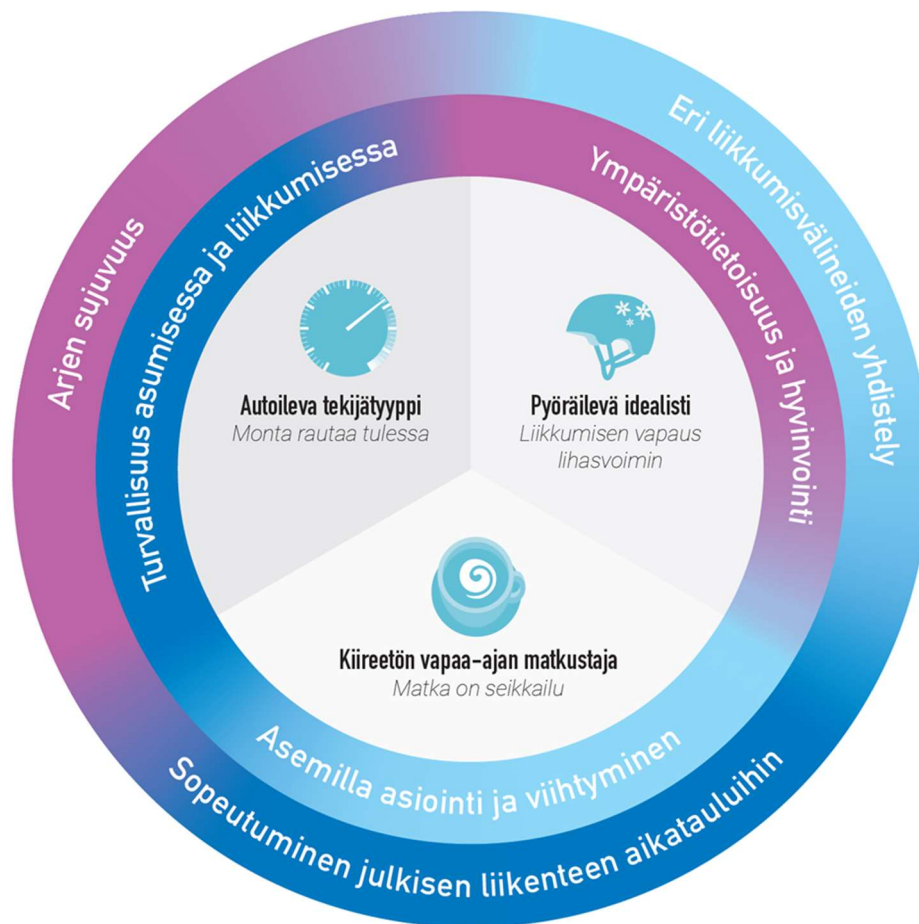 Arjen sujuvuus
Eri liikkumisvälineiden yhdistely
Sopeutuminen julkisen liikenteen aikatauluihin
Turvallisuus asumisessa ja liikkumisessa
Ympäristötietoisuus ja hyvinvointi
Asemilla asiointi ja viihtyminen
Autoileva tekijätyyppi
Monta rautaa tulessa
Pyöräilevä idealisti
Liikkumisen vapaus
lihasvoimin
Kiireetön vapaa-ajan matkustaja
Matka on seikkailu